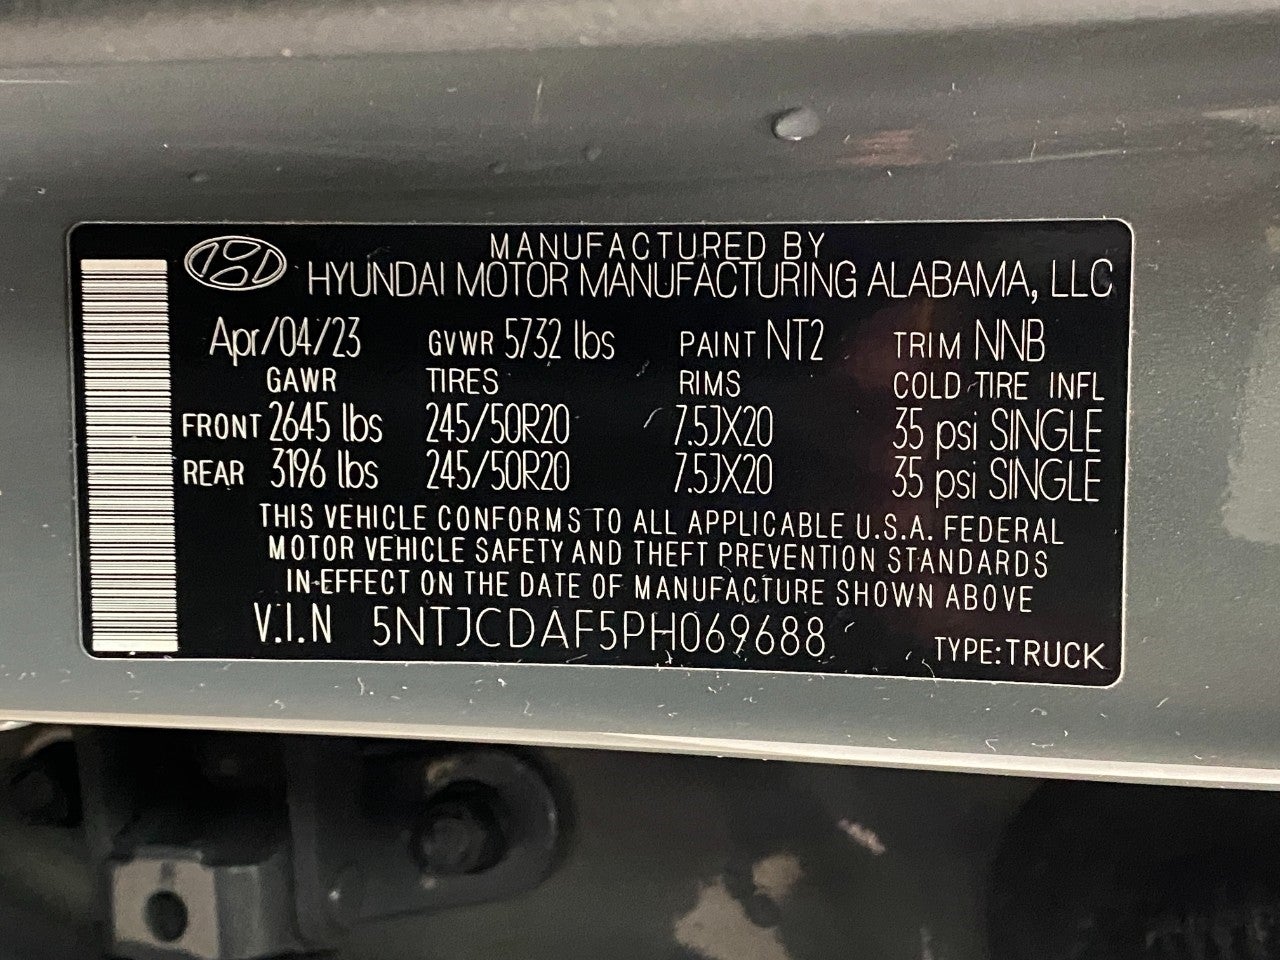 MANUFACTURED BY
HYUNDAI MOTOR MANUFACTURING ALABAMA, LLC
Apr/04/23 GVWR 5732 lbs PAINT NT2 TRIM NNB
GAWR TIRES RIMS COLD TIRE INFL
FRONT 2645 lbs 245/50R20 7.5JX20 35 psi SINGLE
REAR 3196 lbs 245/50R20 7.5JX20 35 psi SINGLE
THIS VEHICLE CONFORMS TO ALL APPLICABLE U.S.A. FEDERAL
MOTOR VEHICLE SAFETY AND THEFT PREVENTION STANDARDS
IN EFFECT ON THE DATE OF MANUFACTURE SHOWN ABOVE
V.I.N 5NTJCDAF5PH069688
TYPE:TRUCK